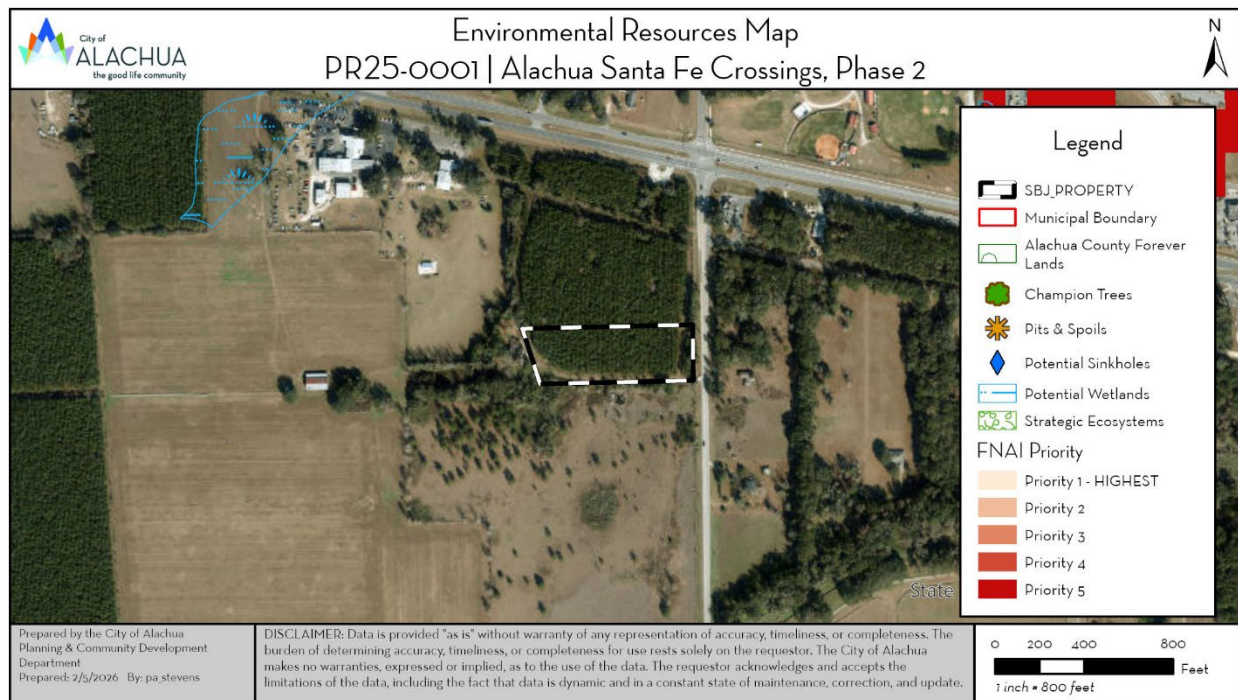 City of
ALACHUA
the good life community
Environmental Resources Map
PR25-0001 | Alachua Santa Fe Crossings, Phase 2
N
Legend
SBJ_PROPERTY
Municipal Boundary
Alachua County Forever
Lands
Champion Trees
Pits & Spoils
Potential Sinkholes
Potential Wetlands
Strategic Ecosystems
FNAI Priority
Priority 1 - HIGHEST
Priority 2
Priority 3
Priority 4
Priority 5
State
Prepared by the City of Alachua
Planning & Community Development
Department
Prepared: 2/5/2026 By: pa_stevens
DISCLAIMER: Data is provided "as is" without warranty of any representation of accuracy, timeliness, or completeness. The
burden of determining accuracy, timeliness, or completeness for use rests solely on the requestor. The City of Alachua
makes no warranties, expressed or implied, as to the use of the data. The requestor acknowledges and accepts the
limitations of the data, including the fact that data is dynamic and in a constant state of maintenance, correction, and update.
0 200 400 800
Feet
1 inch = 800 feet